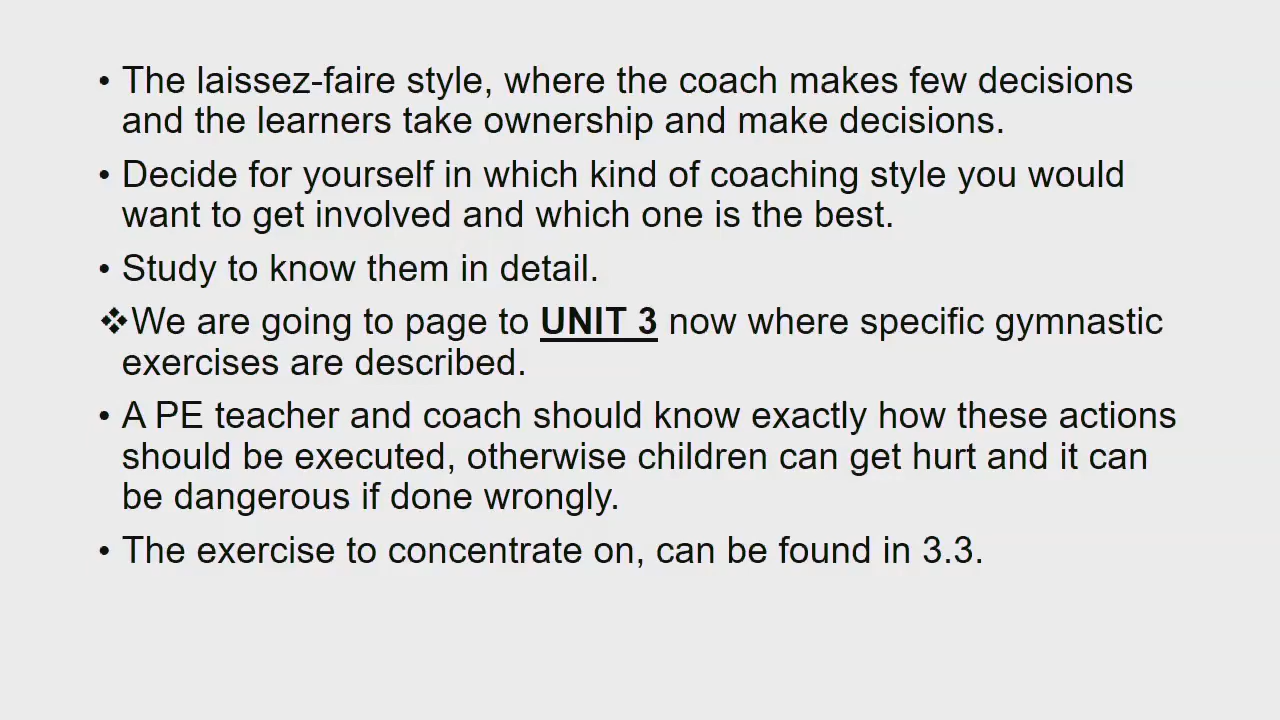 • The laissez-faire style, where the coach makes few decisions
and the learners take ownership and make decisions.
• Decide for yourself in which kind of coaching style you would
want to get involved and which one is the best.
• Study to know them in detail.
❖We are going to page to UNIT 3 now where specific gymnastic
exercises are described.
• A PE teacher and coach should know exactly how these actions
should be executed, otherwise children can get hurt and it can
be dangerous if done wrongly.
• The exercise to concentrate on, can be found in 3.3.